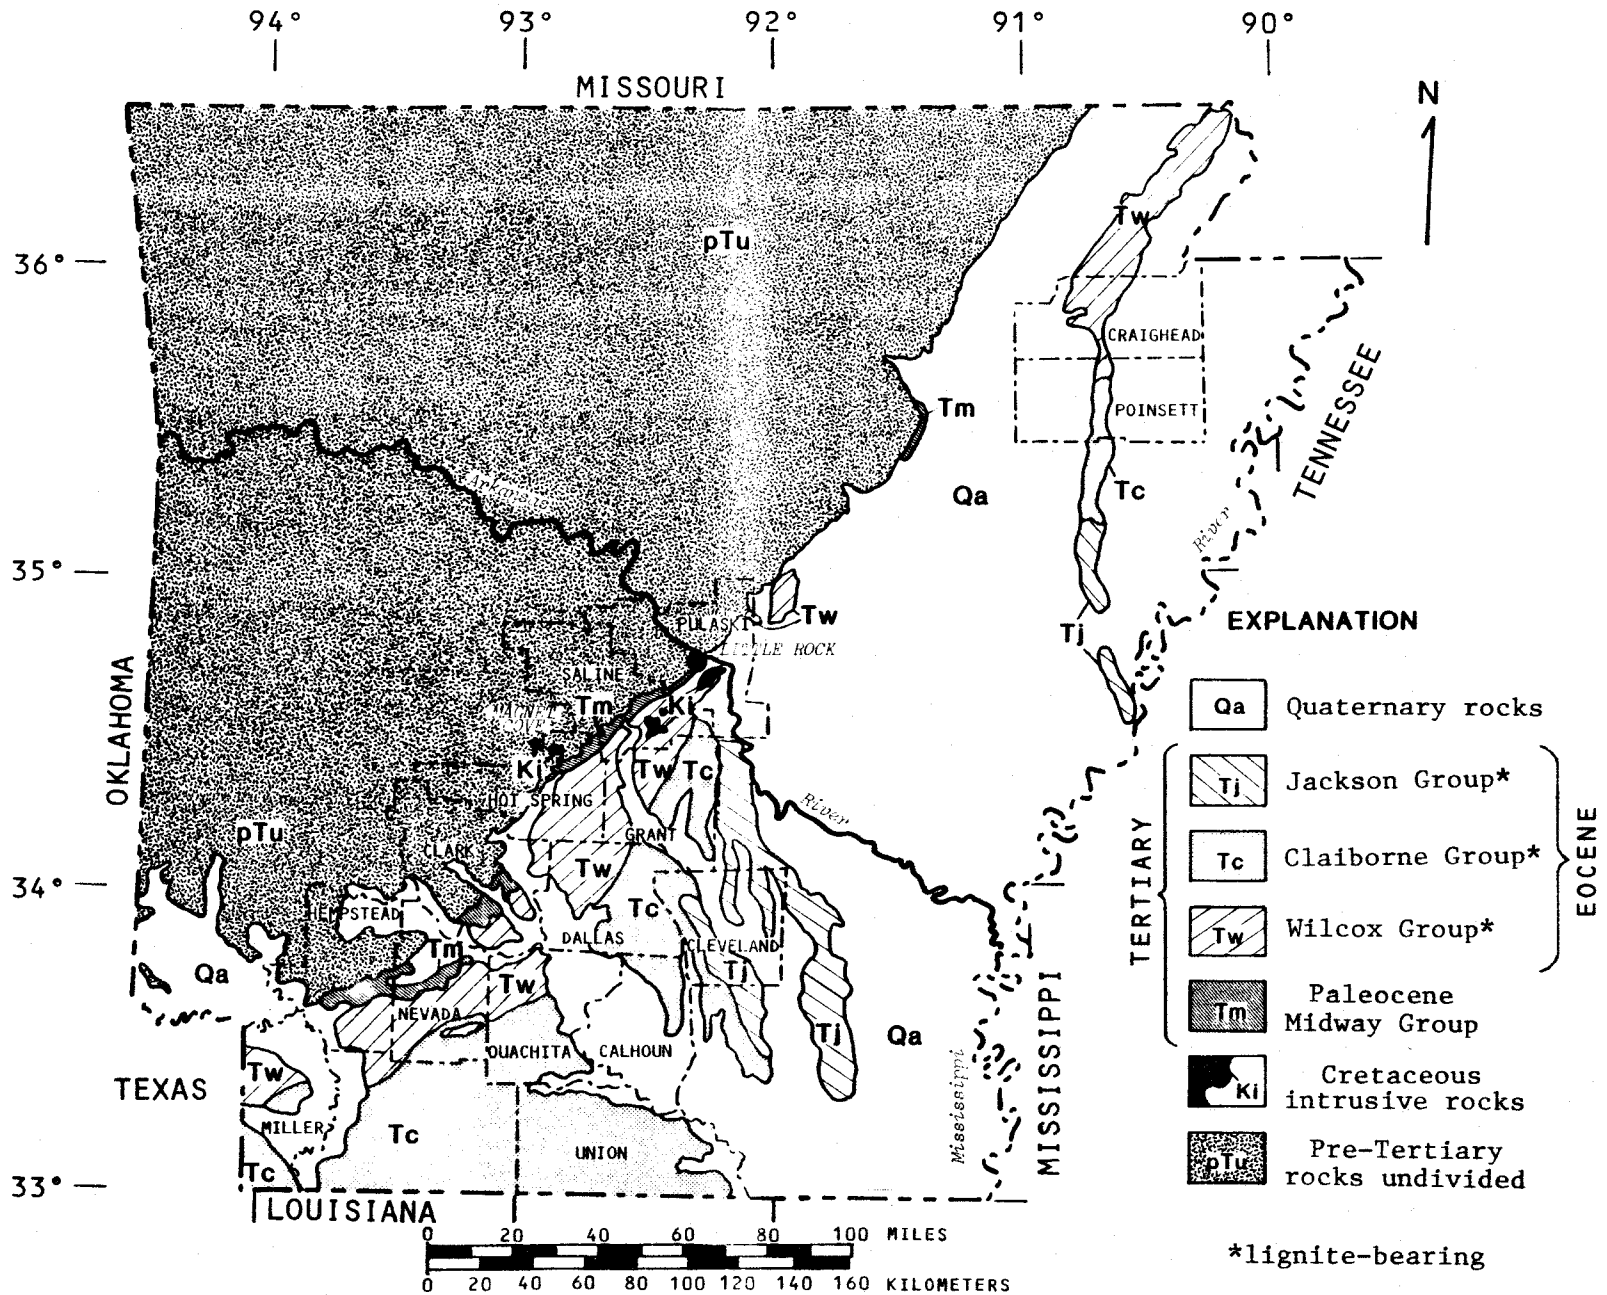 94° 93° 92° 91° 90°
MISSOURI
N
Tw
pTu
36°
CRAIGHEAD
TENNESSEE
Tm
POINSETT
Tc
Qa
Arkansas
River
35°
Tw
PULASKI
LITTLE ROCK
Tj
EXPLANATION
OKLAHOMA
SALINE
Tm
Ki
MAGNET
COVE
Ki
Tw
Tc
HOT SPRING
River
GRANT
pTu
CLARK
Tw
34°
HEMPSTEAD
Tc
DALLAS
CLEVELAND
Tm
Tj
Qa
Tw
NEVADA
Tj
Qa
OUACHITA
CALHOUN
Tw
TEXAS
MILLER
Tc
UNION
Tc
Mississippi
MISSISSIPPI
33°
LOUISIANA
Qa Quaternary rocks
Tj Jackson Group*
Tc Claiborne Group*
Tw Wilcox Group*
Tm Paleocene
Midway Group
TERTIARY
EOCENE
Ki Cretaceous
intrusive rocks
pTu Pre-Tertiary
rocks undivided
*lignite-bearing
0 20 40 60 80 100 MILES
0 20 40 60 80 100 120 140 160 KILOMETERS